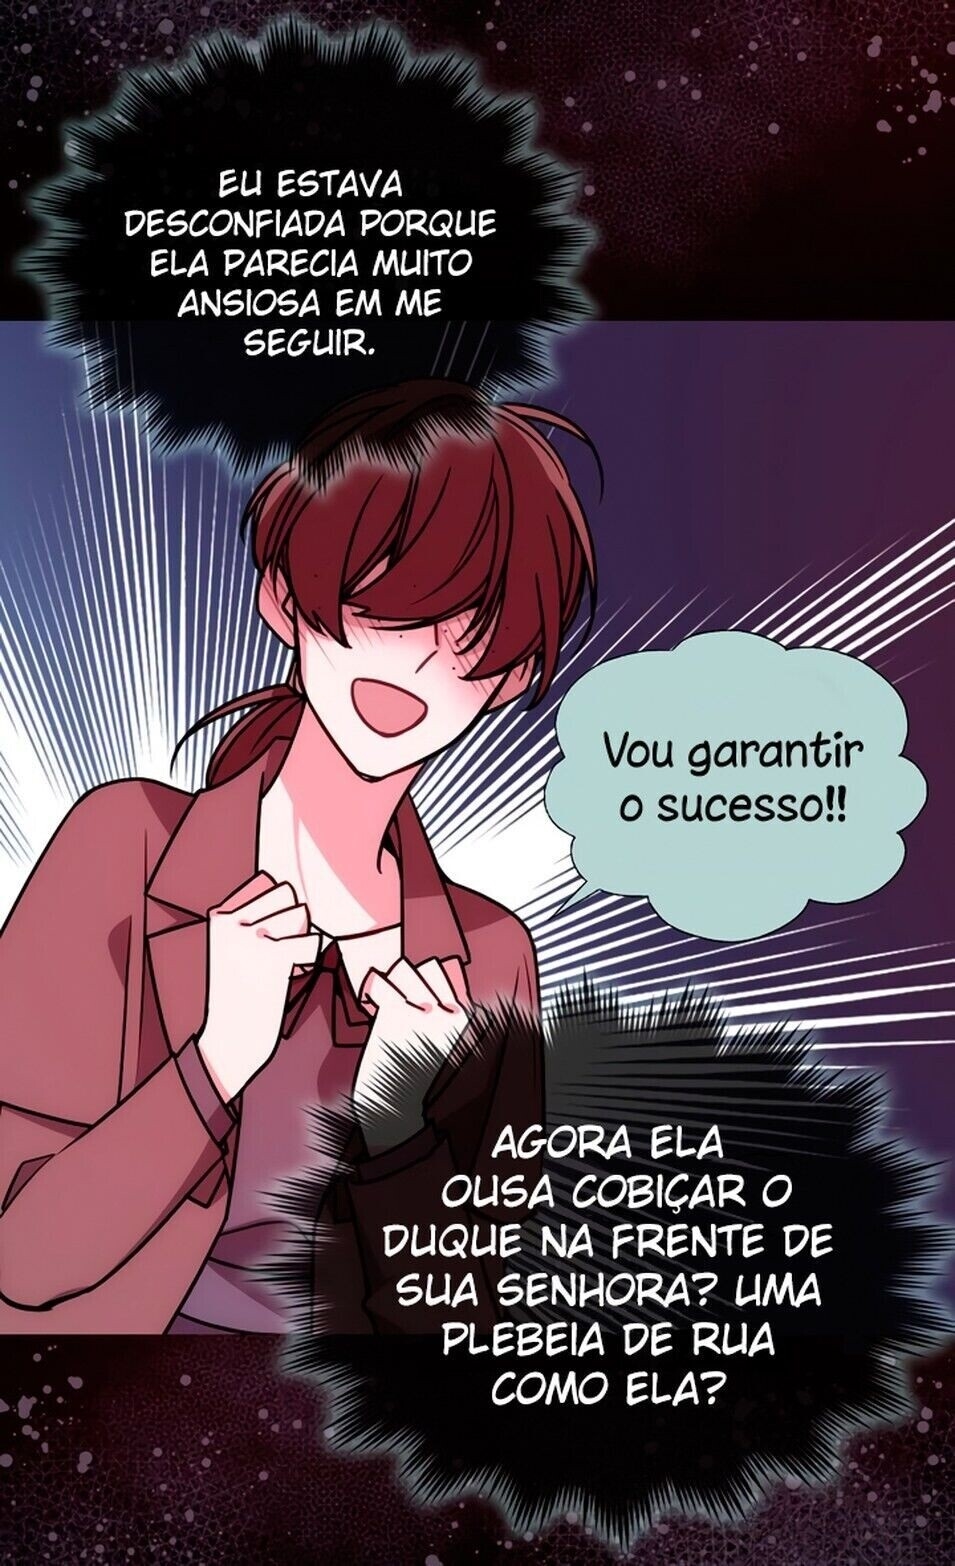 EU ESTAVA
DESCONFIADA PORQUE
ELA PARECIA MUITO
ANSIOSA EM ME
SEGUIR.
Vou garantir
o sucesso!!
AGORA ELA
OUSA COBIÇAR O
DUQUE NA FRENTE DE
SUA SENHORA? UMA
PLEBEIA DE RUA
COMO ELA?